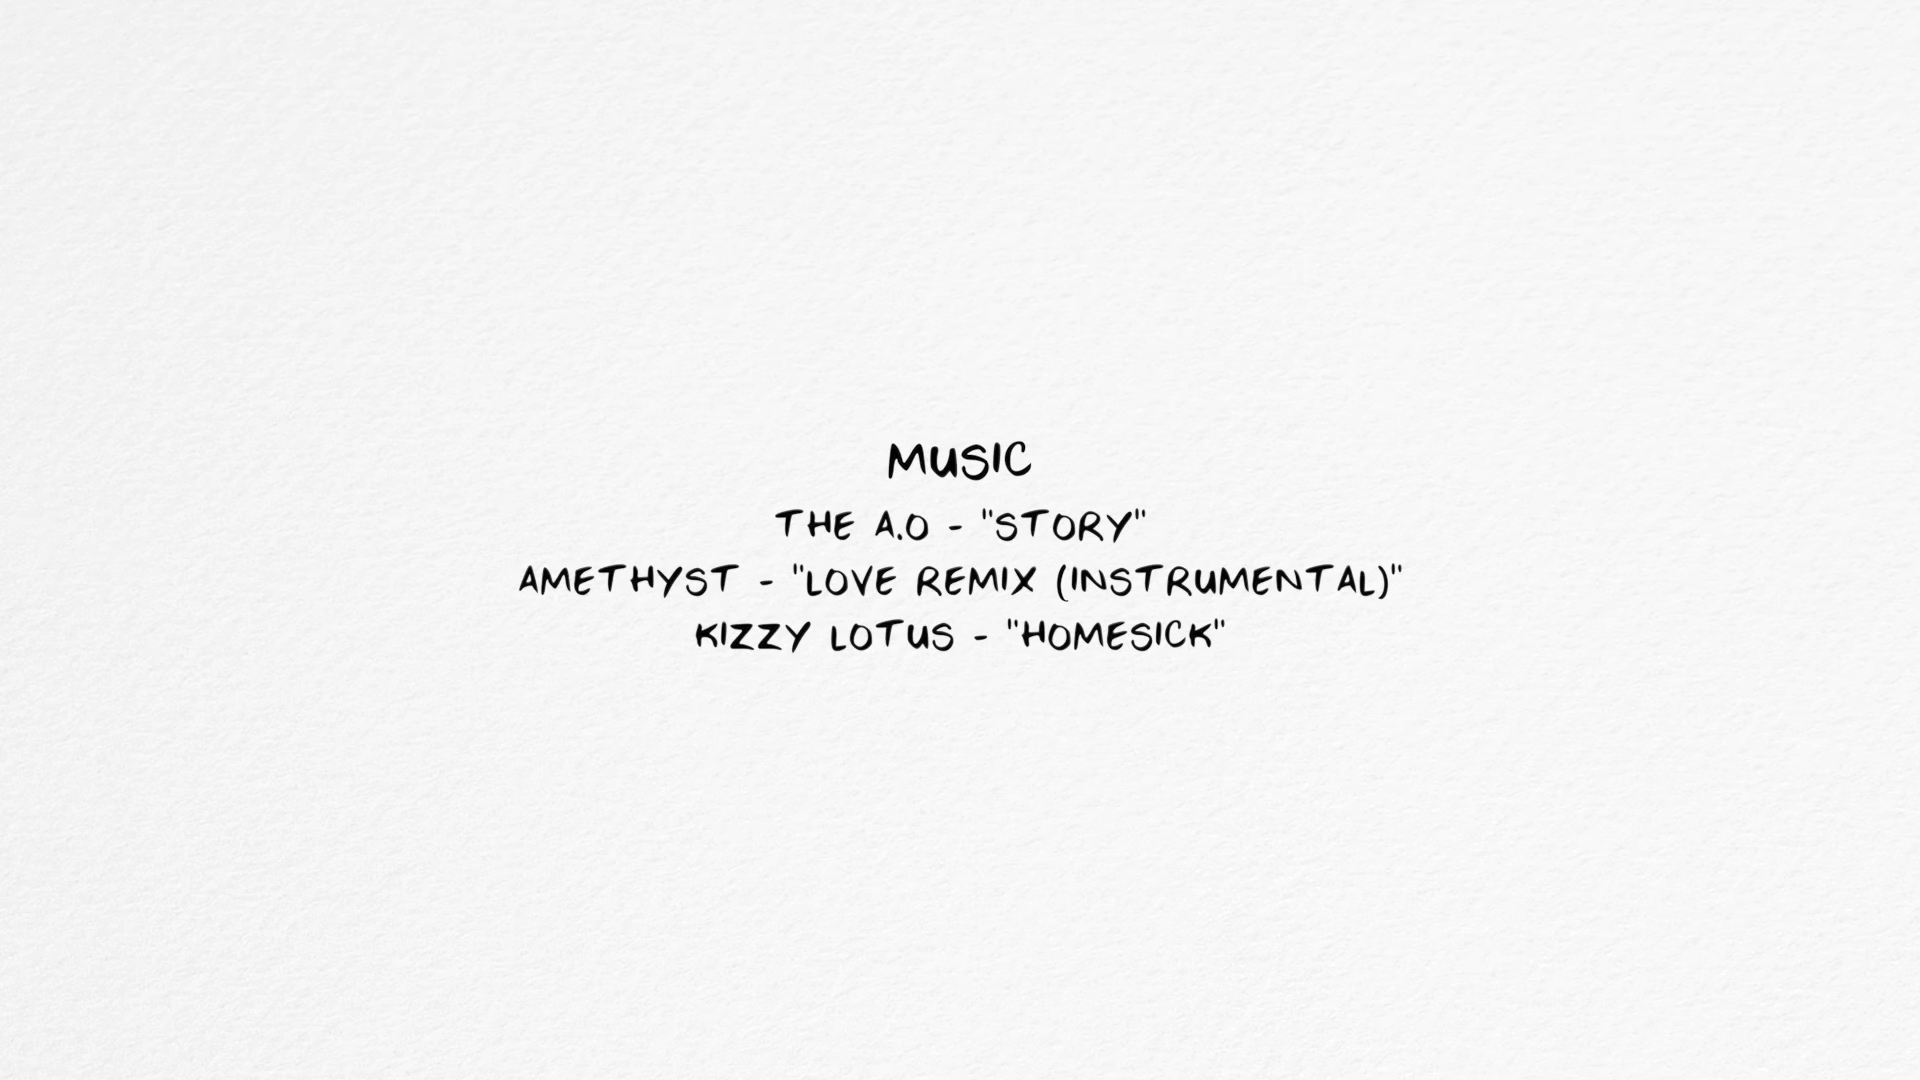 MUSIC
THE A.O - "STORY"
AMETHYST - "LOVE REMIX (INSTRUMENTAL)"
KIZZY LOTUS - "HOMESICK"